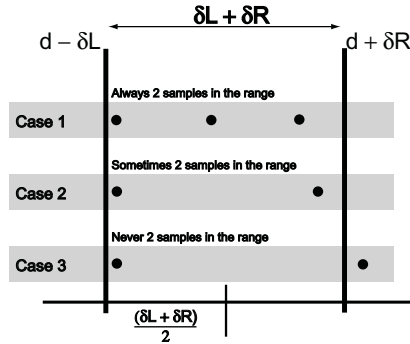 δL + δR
d − δL
d + δR
Always 2 samples in the range
Case 1
Sometimes 2 samples in the range
Case 2
Never 2 samples in the range
Case 3
(δL + δR)
2